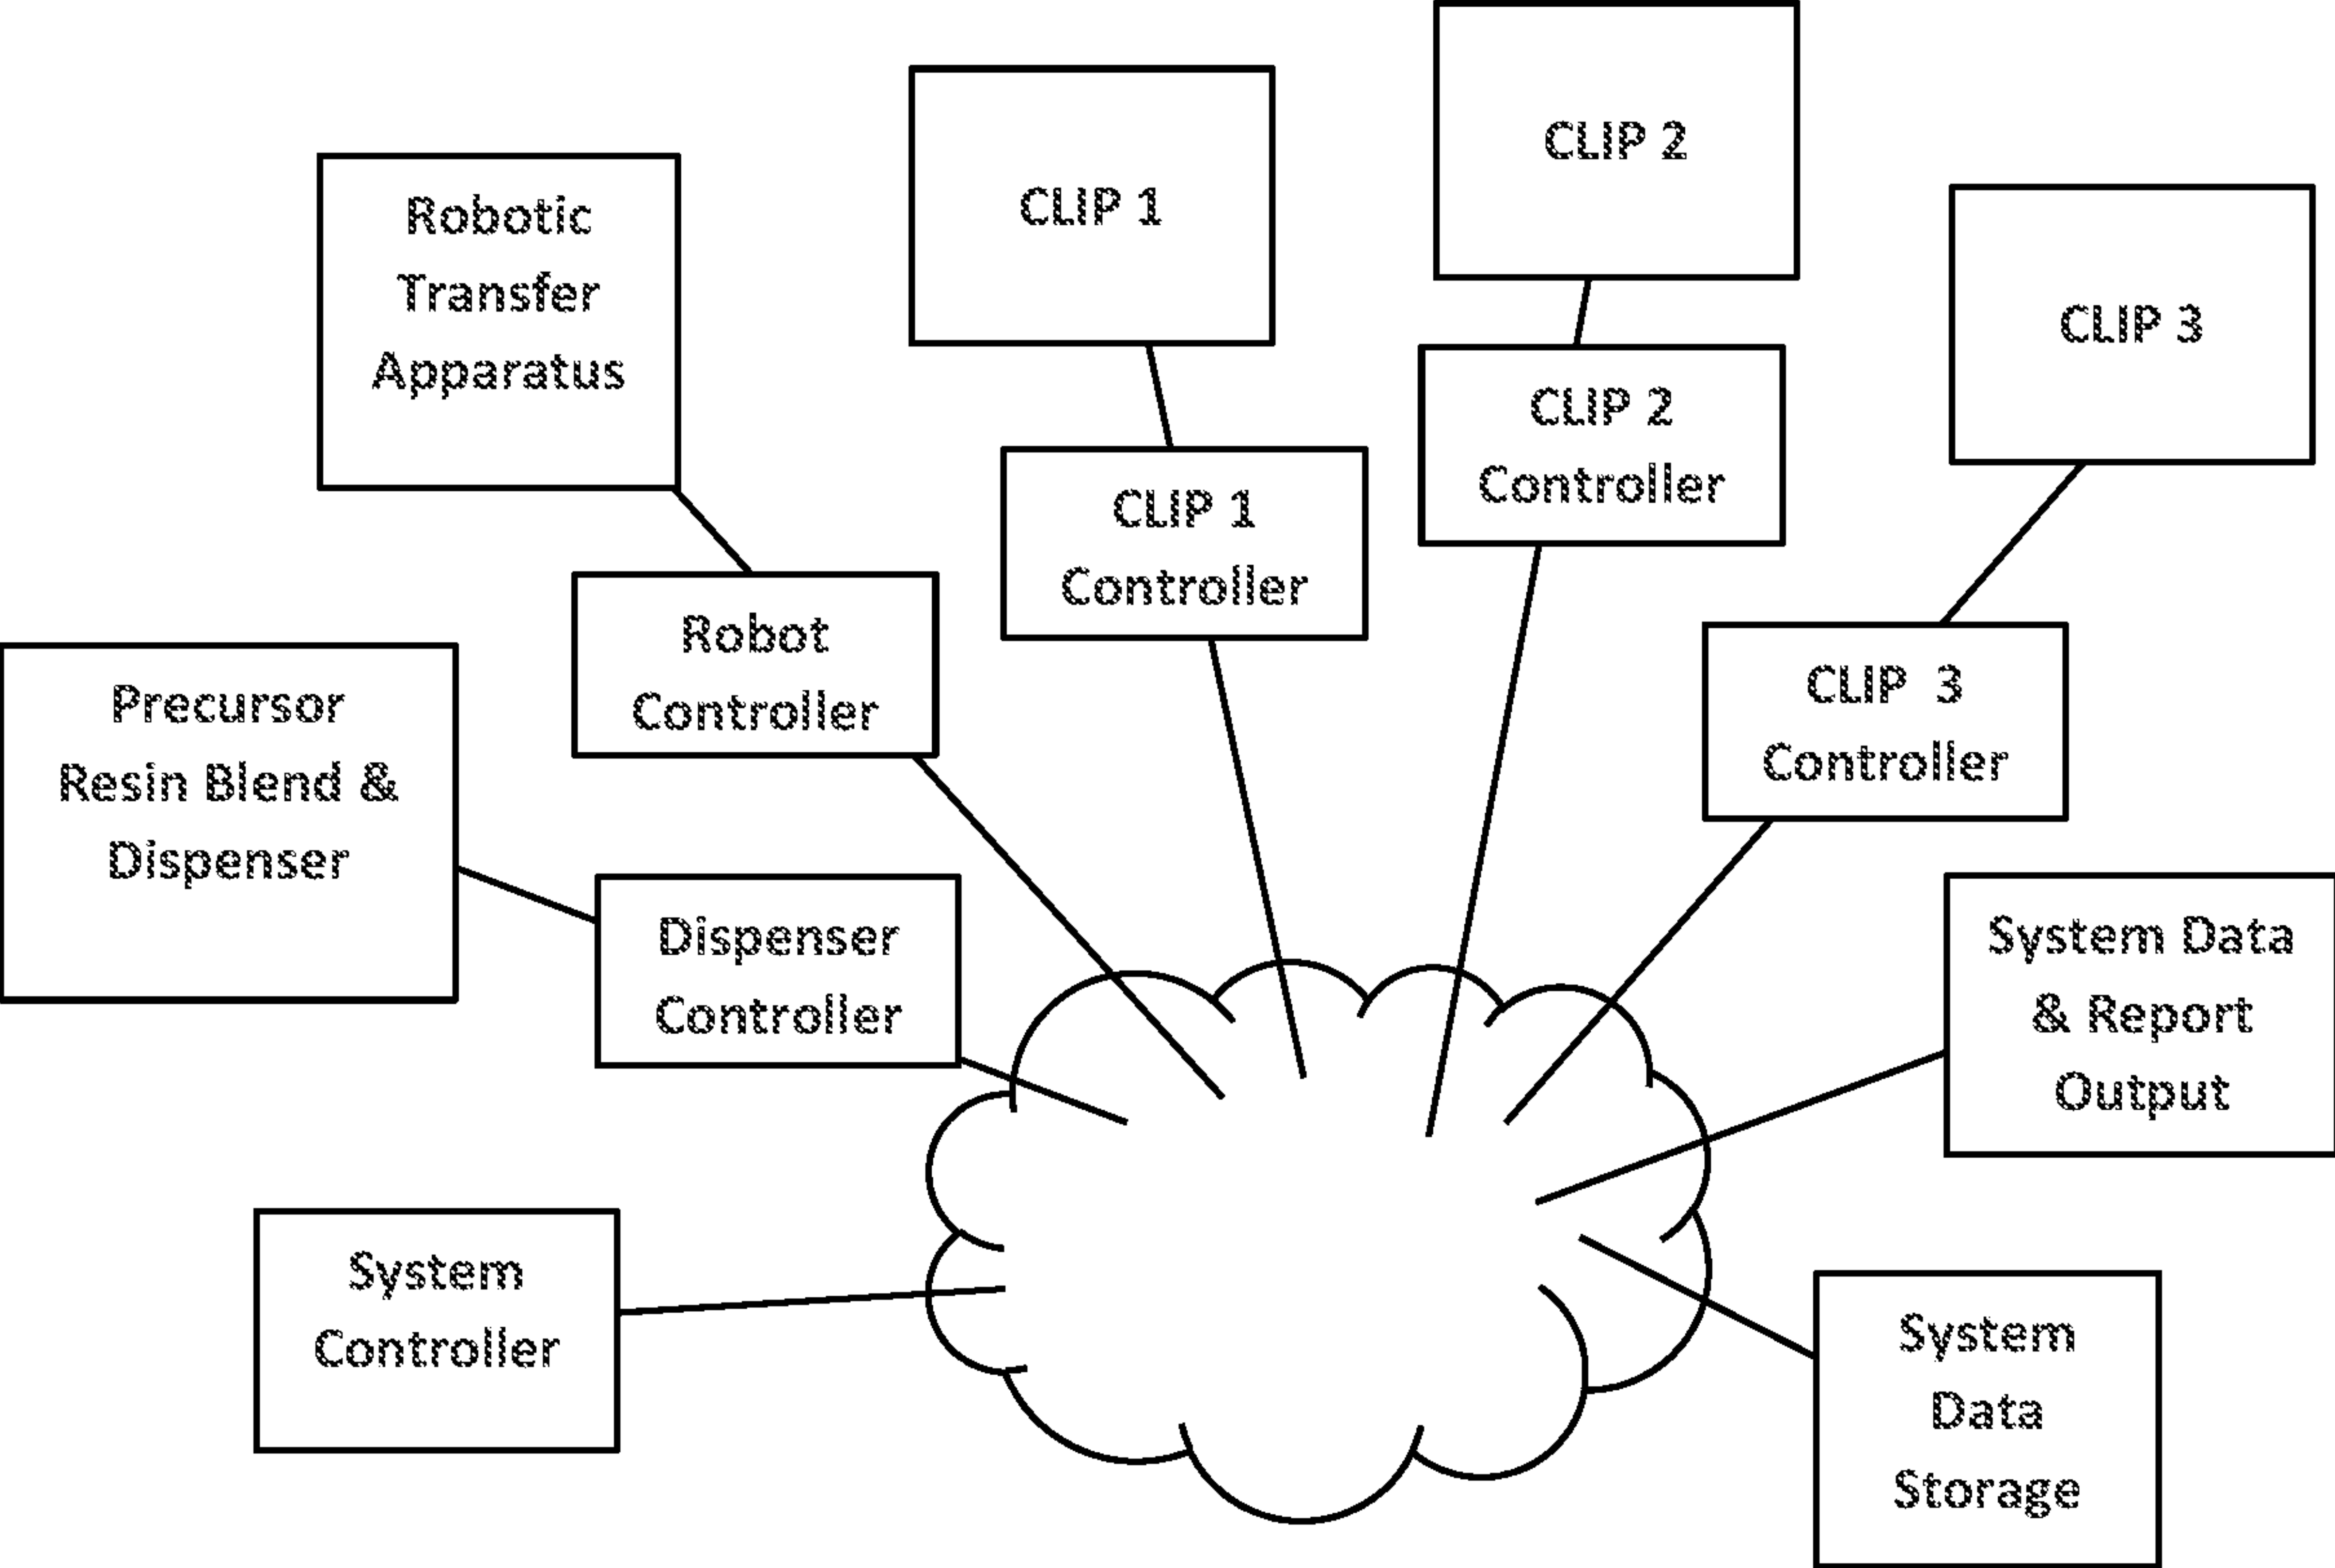 CLIP 2
CLIP 1
Robotic
Transfer
Apparatus
CLIP 3
CLIP 2
Controller
CLIP 1
Controller
Robot
Controller
CLIP 3
Controller
Precursor
Resin Blend &
Dispenser
Dispenser
Controller
System Data
& Report
Output
System
Controller
System
Data
Storage